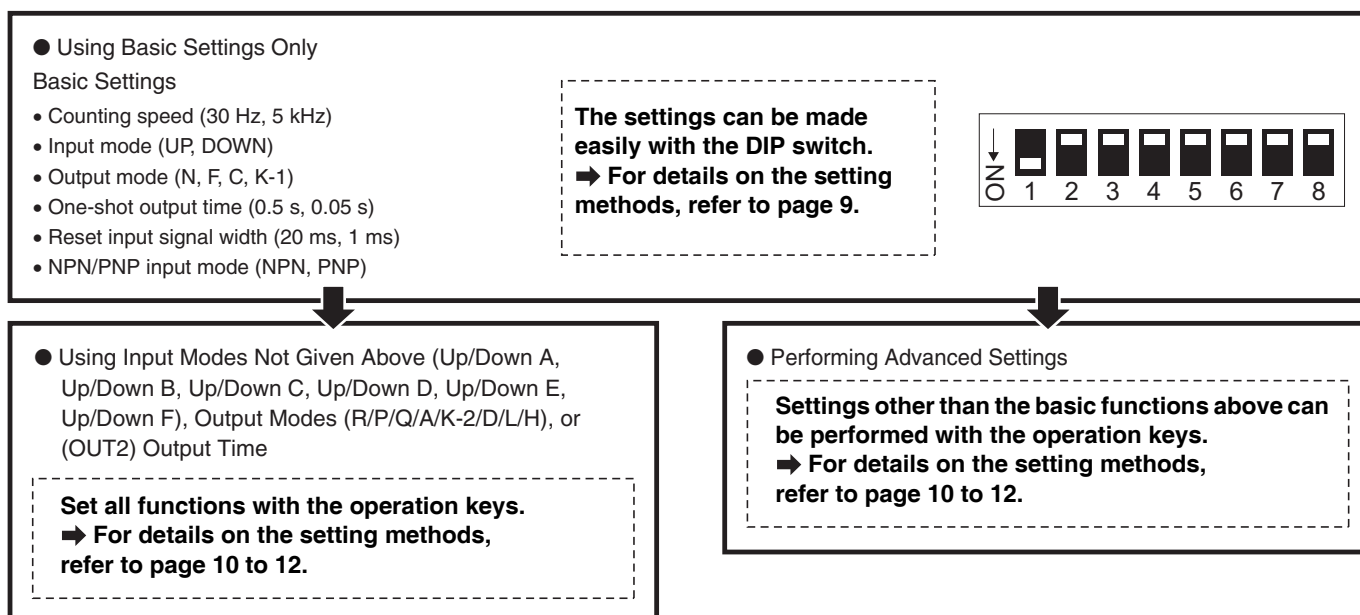 ● Using Basic Settings Only
Basic Settings
• Counting speed (30 Hz, 5 kHz)
• Input mode (UP, DOWN)
• Output mode (N, F, C, K-1)
• One-shot output time (0.5 s, 0.05 s)
• Reset input signal width (20 ms, 1 ms)
• NPN/PNP input mode (NPN, PNP)
The settings can be made
easily with the DIP switch.
➡ For details on the setting
methods, refer to page 9.
ON
1 2 3 4 5 6 7 8
● Using Input Modes Not Given Above (Up/Down A,
Up/Down B, Up/Down C, Up/Down D, Up/Down E,
Up/Down F), Output Modes (R/P/Q/A/K-2/D/L/H), or
(OUT2) Output Time
Set all functions with the operation keys.
➡ For details on the setting methods,
refer to page 10 to 12.
● Performing Advanced Settings
Settings other than the basic functions above can
be performed with the operation keys.
➡ For details on the setting methods,
refer to page 10 to 12.